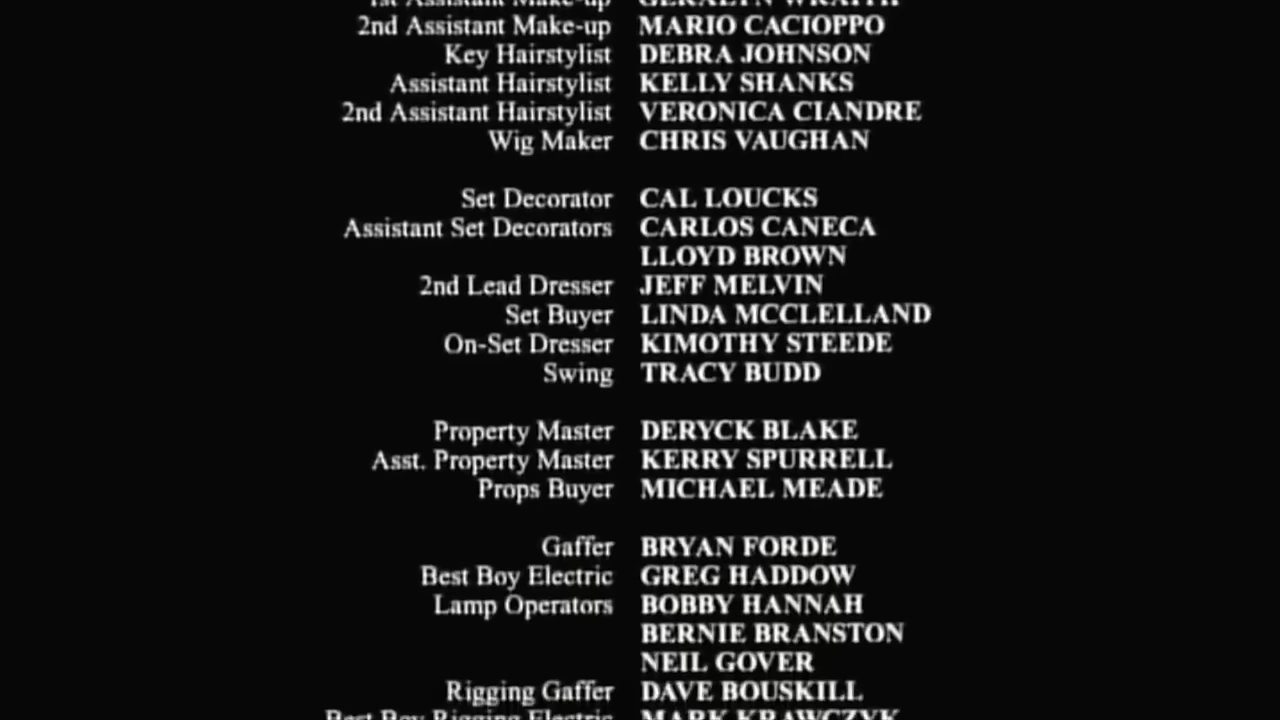 1st Assistant Make-up GERALYN WRAITH
2nd Assistant Make-up MARIO CACIOPPO
Key Hairstylist DEBRA JOHNSON
Assistant Hairstylist KELLY SHANKS
2nd Assistant Hairstylist VERONICA CIANDRE
Wig Maker CHRIS VAUGHAN
Set Decorator CAL LOUCKS
Assistant Set Decorators CARLOS CANECA
LLOYD BROWN
2nd Lead Dresser JEFF MELVIN
Set Buyer LINDA MCCLELLAND
On-Set Dresser KIMOTHY STEEDE
Swing TRACY BUDD
Property Master DERYCK BLAKE
Asst. Property Master KERRY SPURRELL
Props Buyer MICHAEL MEADE
Gaffer BRYAN FORDE
Best Boy Electric GREG HADDOW
Lamp Operators BOBBY HANNAH
BERNIE BRANSTON
NEIL GOVER
Rigging Gaffer DAVE BOUSKILL
Best Boy Rigging Electric MARK KRAWCZYK